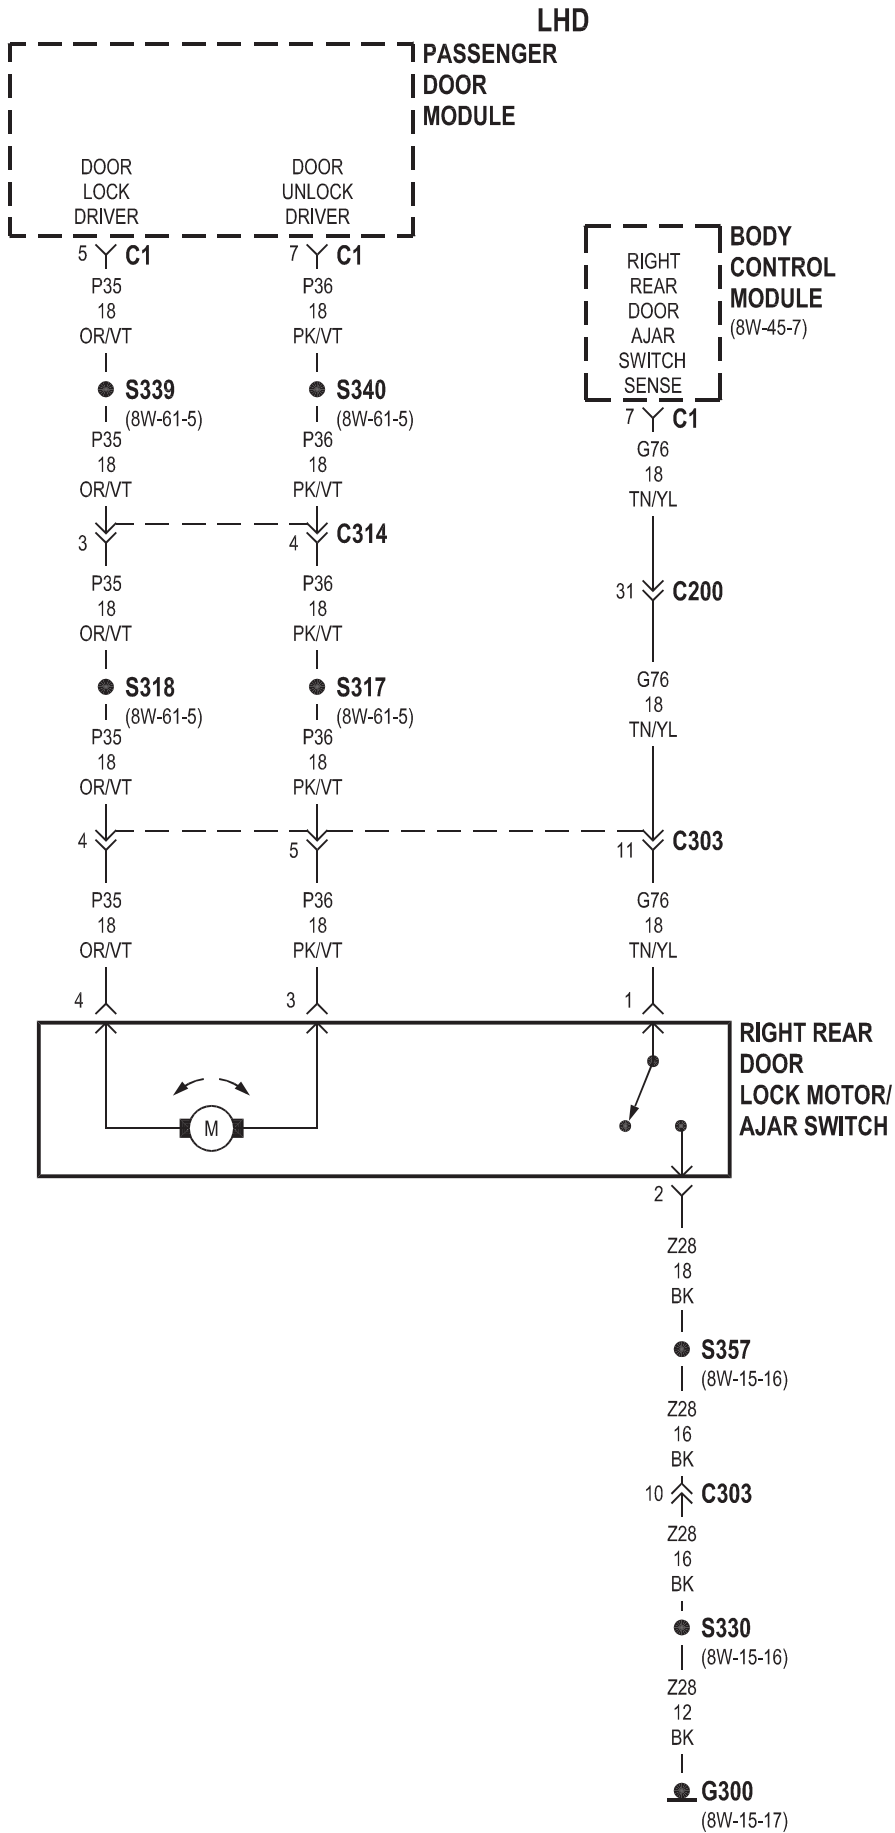 LHD
PASSENGER
DOOR
MODULE
DOOR
LOCK
DRIVER
DOOR
UNLOCK
DRIVER
5 C1
7 C1
P35
18
OR/VT
P36
18
PK/VT
BODY
CONTROL
MODULE
(8W-45-7)
RIGHT
REAR
DOOR
AJAR
SWITCH
SENSE
7 C1
S339
(8W-61-5)
S340
(8W-61-5)
P35
18
OR/VT
P36
18
PK/VT
G76
18
TN/YL
3
4 C314
P35
18
OR/VT
P36
18
PK/VT
31 C200
S318
(8W-61-5)
S317
(8W-61-5)
G76
18
TN/YL
P35
18
OR/VT
P36
18
PK/VT
4
5
11 C303
P35
18
OR/VT
P36
18
PK/VT
G76
18
TN/YL
4
3
1
RIGHT REAR
DOOR
LOCK MOTOR/
AJAR SWITCH
M
2
Z28
18
BK
S357
(8W-15-16)
Z28
16
BK
10 C303
Z28
16
BK
S330
(8W-15-16)
Z28
12
BK
G300
(8W-15-17)